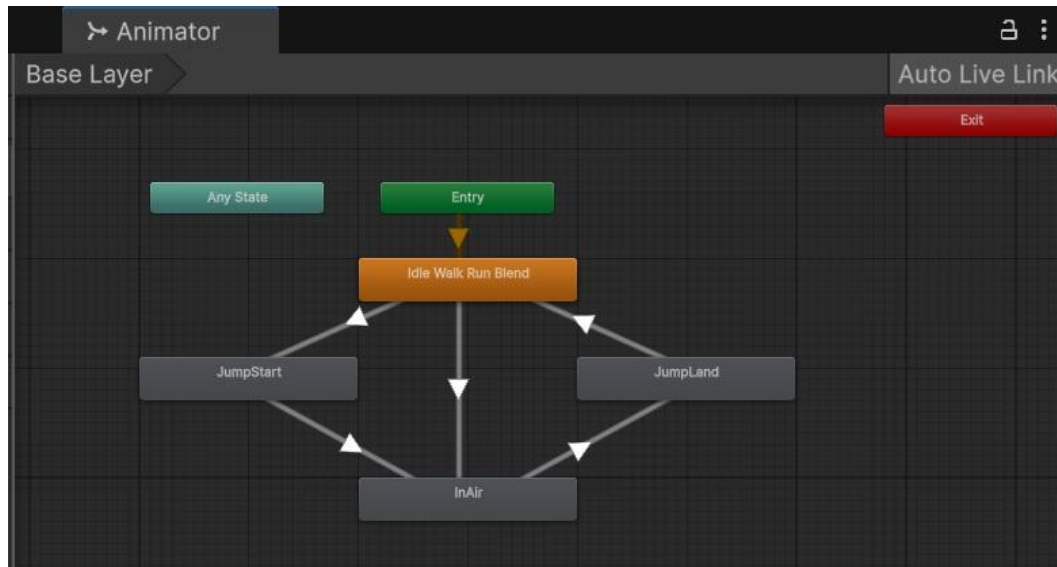 Animator
Base Layer
Auto Live Link
Exit
Any State
Entry
Idle Walk Run Blend
JumpStart
JumpLand
InAir